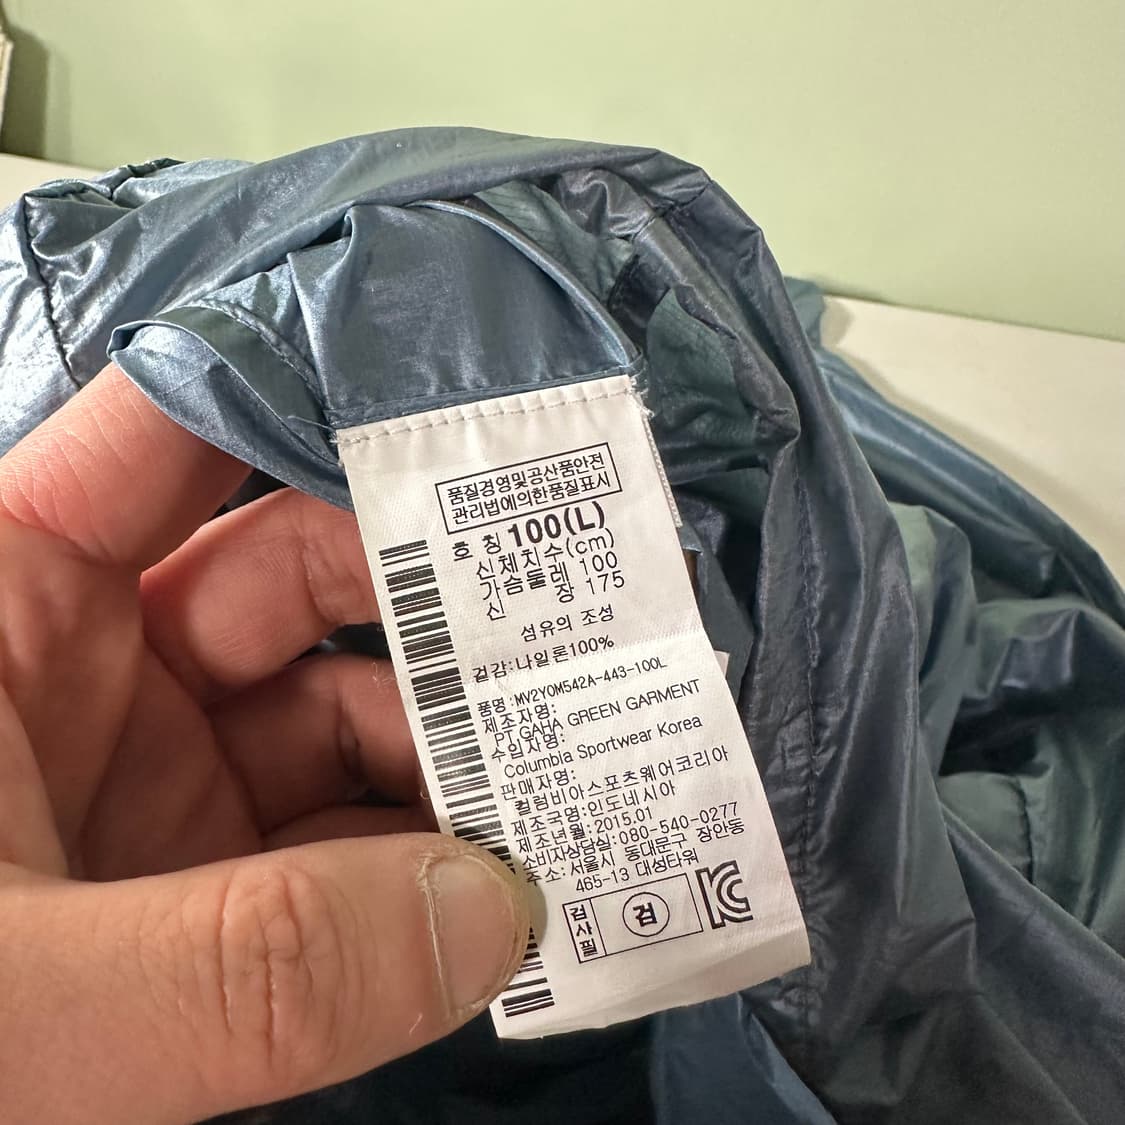 품질경영및공산품안전
관리법에의한품질표시
호 칭 100(L)
신체치수(cm)
가슴둘레 100
신 장 175
섬유의 조성
겉감:나일론100%
품명:MV2YOM542A-443-100L
제조자명:
PT.GAHA GREEN GARMENT
수입자명:
Columbia Sportwear Korea
판매자명:
컬럼비아스포츠웨어코리아
제조국명:인도네시아
제조년월:2015.01
소비자상담실:080-540-0277
주소:서울시 동대문구 장안동
465-13 대성타워
검사필
검
KC